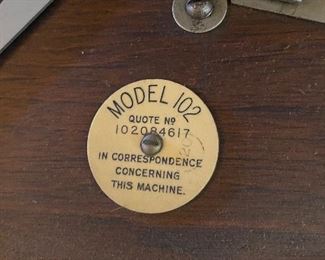 MODEL 102
QUOTE Nº
102084617
IN CORRESPONDENCE
CONCERNING
THIS MACHINE.